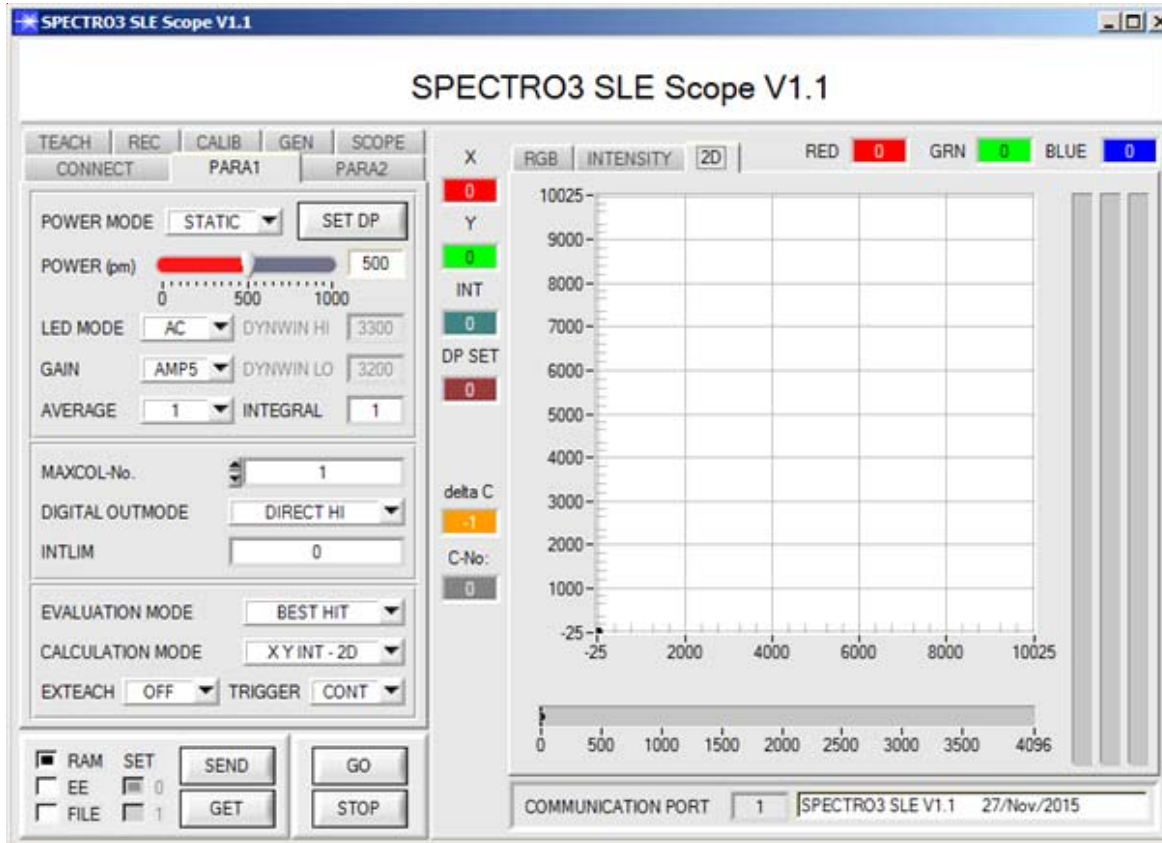 SPECTRO3 SLE Scope V1.1
SPECTRO3 SLE Scope V1.1
TEACH REC CALIB GEN SCOPE
CONNECT PARA1 PARA2
POWER MODE STATIC SET DP
POWER (pm) 500
0 500 1000
LED MODE AC DYNWIN HI 3300
GAIN AMP5 DYNWIN LO 3200
AVERAGE 1 INTEGRAL 1
MAXCOL-No. 1
DIGITAL OUTMODE DIRECT HI
INTLIM 0
EVALUATION MODE BEST HIT
CALCULATION MODE X Y INT - 2D
EXTEACH OFF TRIGGER CONT
RAM SET SEND GO
EE 0
FILE 1 GET STOP
X
0
Y
0
INT
0
DP SET
0
delta C
-1
C-No:
0
RGB INTENSITY 2D RED 0 GRN 0 BLUE 0
10025
9000
8000
7000
6000
5000
4000
3000
2000
1000
-25
-25 2000 4000 6000 8000 10025
0 500 1000 1500 2000 2500 3000 3500 4096
COMMUNICATION PORT 1 SPECTRO3 SLE V1.1 27/Nov/2015